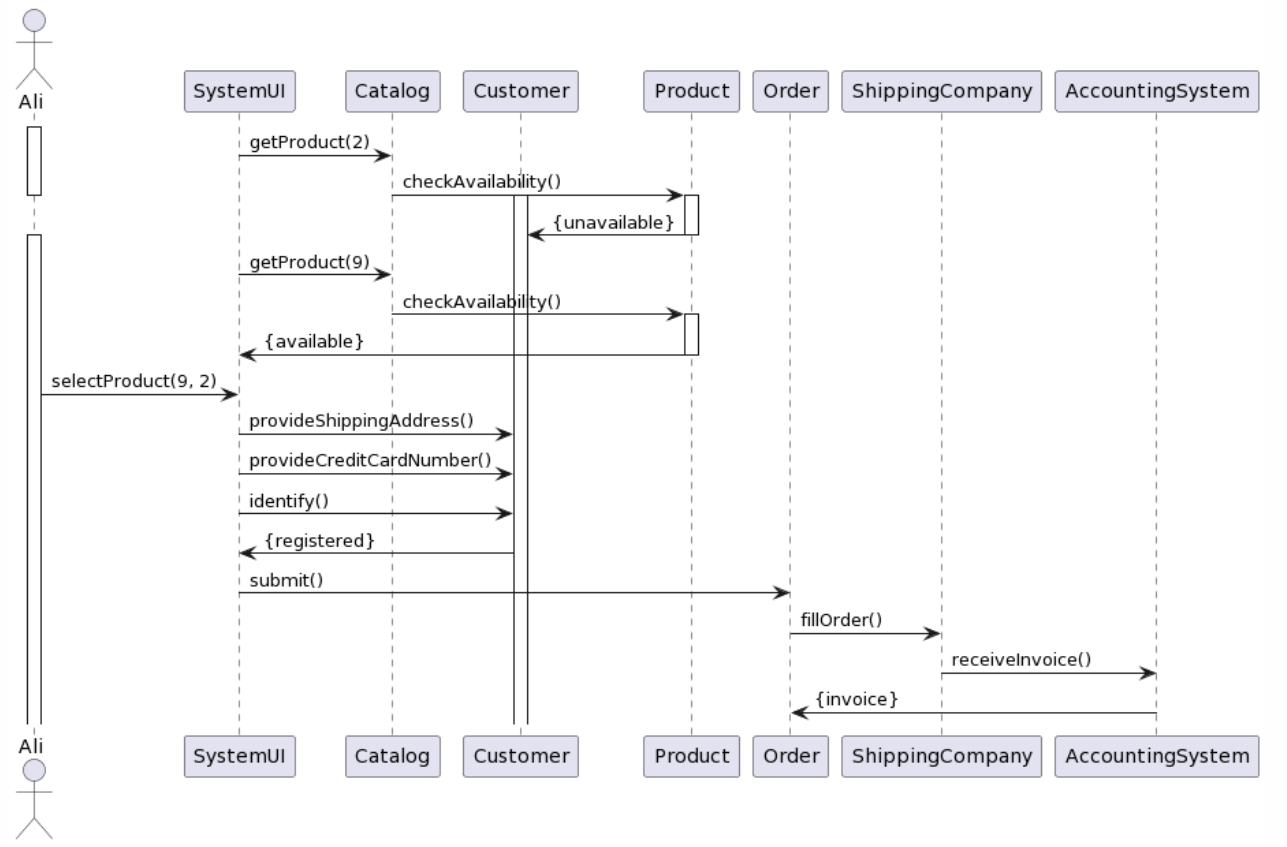 Ali
SystemUI
Catalog
Customer
Product
Order
ShippingCompany
AccountingSystem
getProduct(2)
checkAvailability()
{unavailable}
getProduct(9)
checkAvailability()
{available}
selectProduct(9, 2)
provideShippingAddress()
provideCreditCardNumber()
identify()
{registered}
submit()
fillOrder()
receiveInvoice()
{invoice}
Ali
SystemUI
Catalog
Customer
Product
Order
ShippingCompany
AccountingSystem